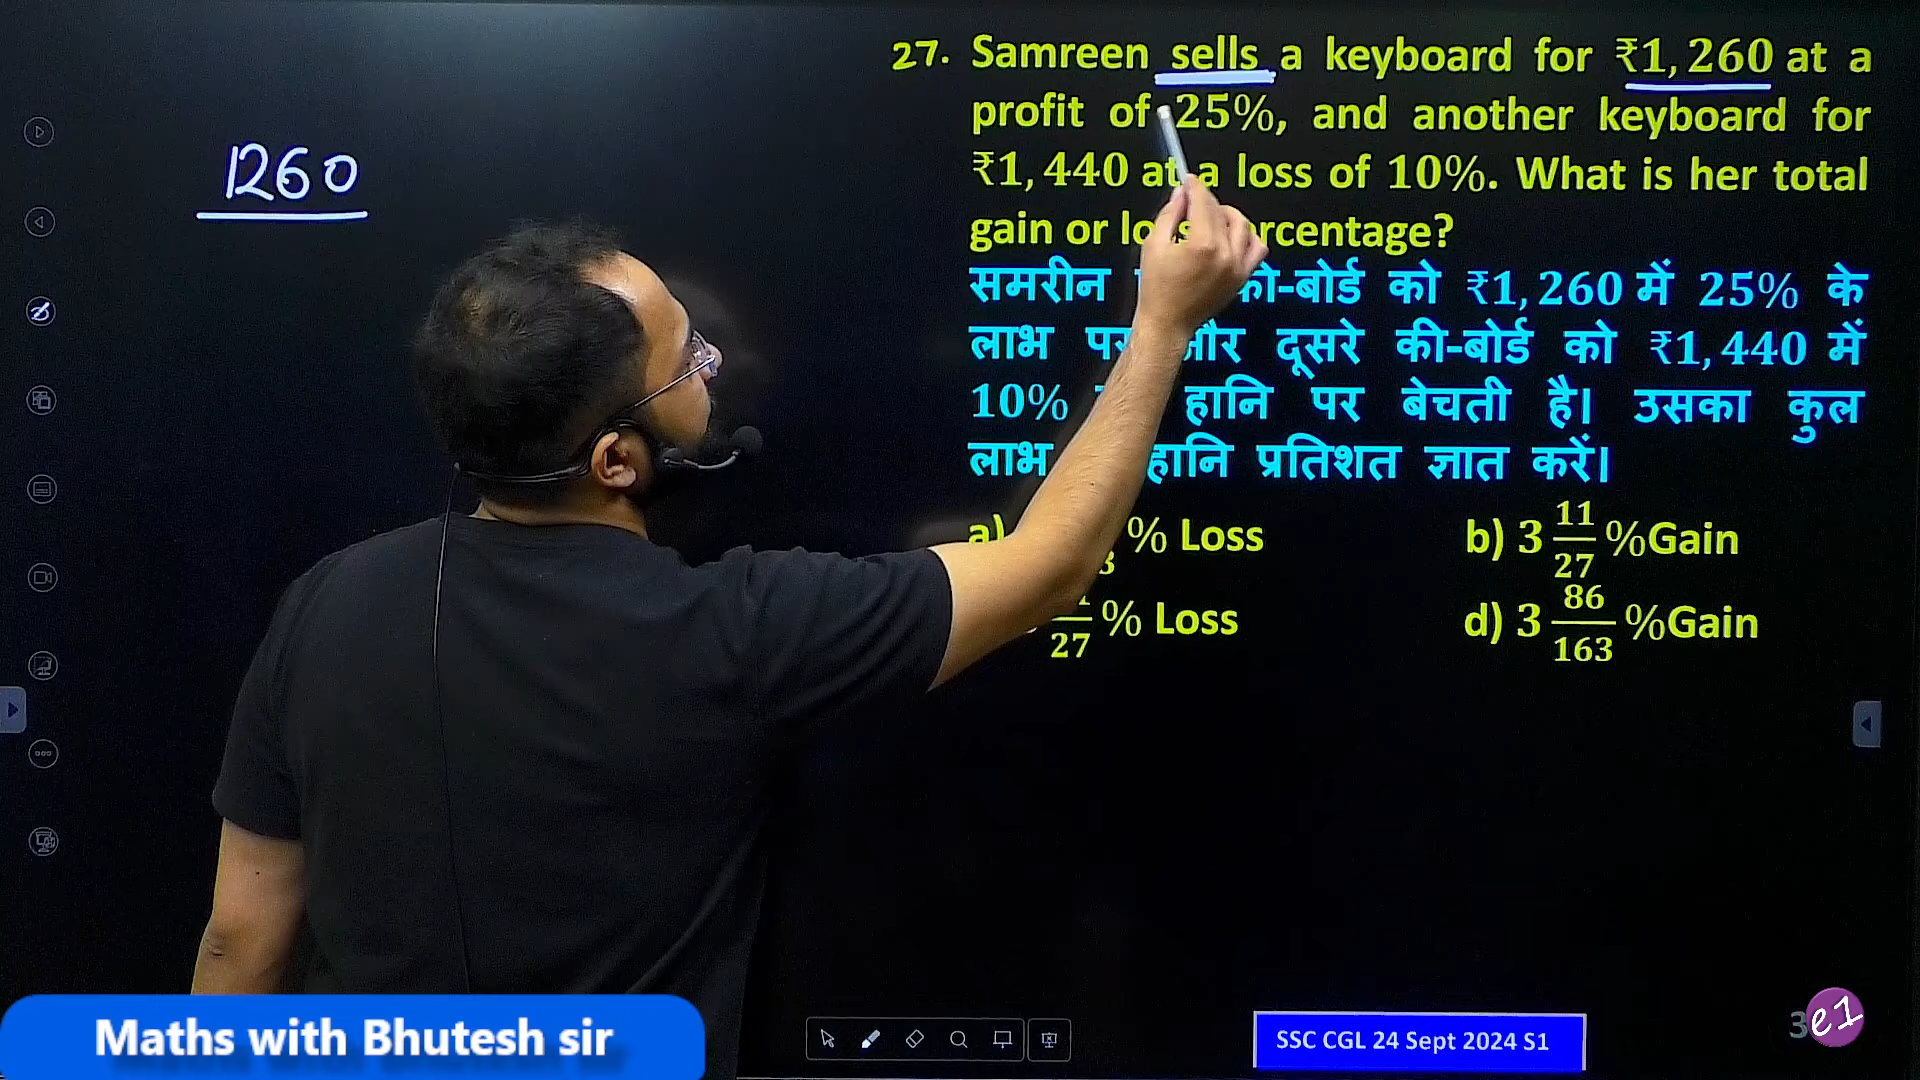 27. Samreen sells a keyboard for ₹1,260 at a
profit of 25%, and another keyboard for
₹1,440 at a loss of 10%. What is her total
gain or percentage?
समरीन को ₹1,260 में 25% के
लाभ और दूसरे की-बोर्ड को ₹1,440 में
10% हानि पर बेचती है। उसका कुल
लाभ हानि प्रतिशत ज्ञात करें।
a) % Loss
b) 3 11/27 %Gain
27 % Loss
d) 3 86/163 %Gain
1260
Maths with Bhutesh sir
SSC CGL 24 Sept 2024 S1
e1